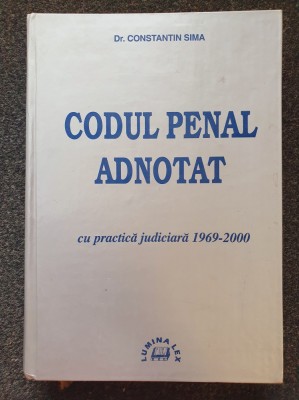 Dr. CONSTANTIN SIMA
CODUL PENAL
ADNOTAT
cu practică judiciară 1969-2000
LUMINA LEX